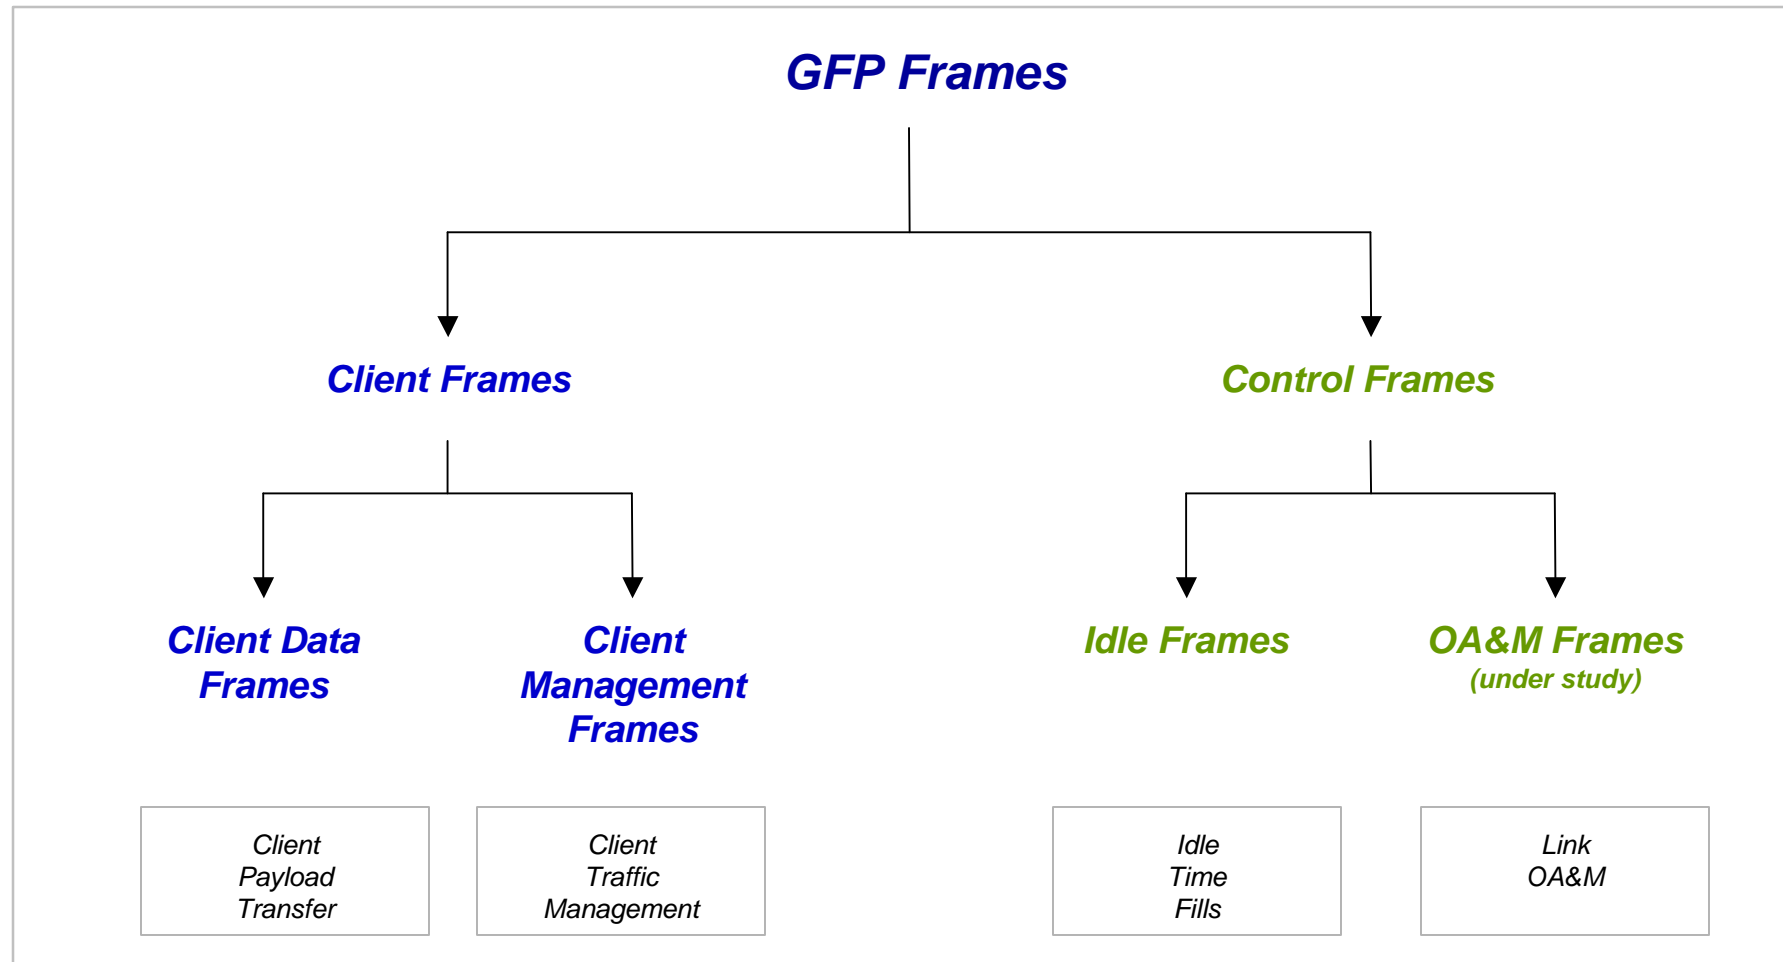 GFP Frames
Client Frames
Control Frames
Client Data
Frames
Client
Management
Frames
Idle Frames
OA&M Frames
(under study)
Client
Payload
Transfer
Client
Traffic
Management
Idle
Time
Fills
Link
OA&M